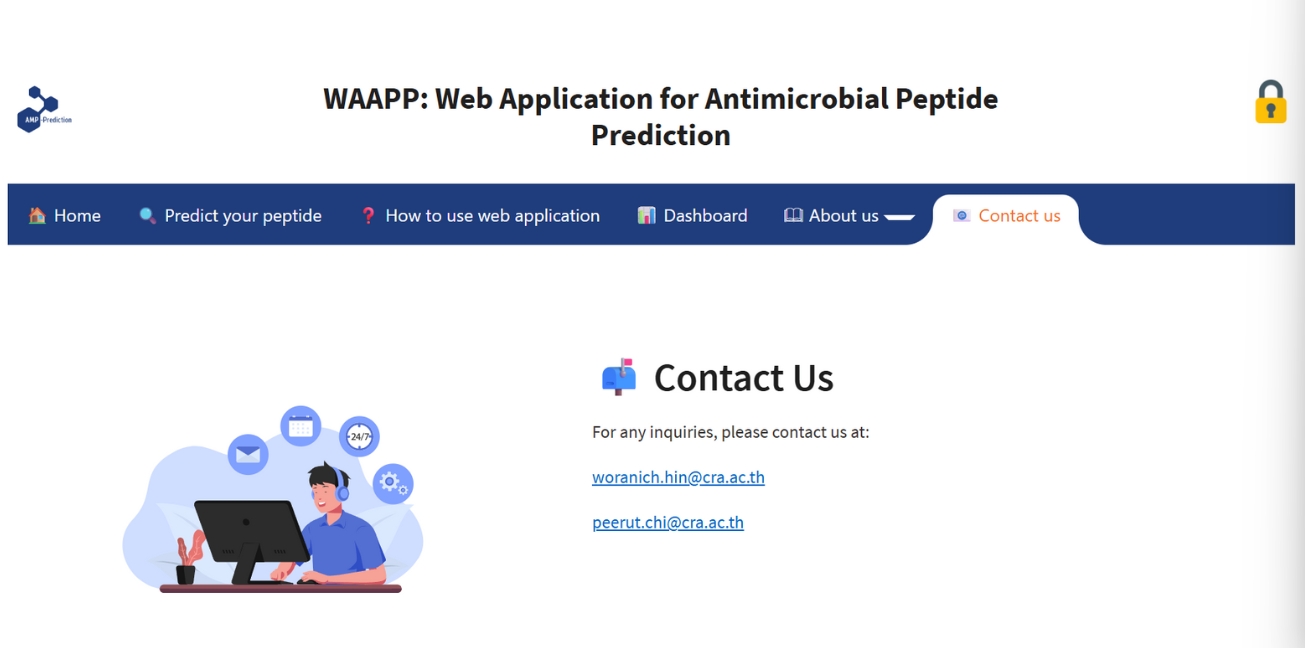 AMP Prediction
WAAPP: Web Application for Antimicrobial Peptide
Prediction
Home Predict your peptide How to use web application Dashboard About us Contact us
24/7
Contact Us
For any inquiries, please contact us at:
woranich.hin@cra.ac.th
peerut.chi@cra.ac.th